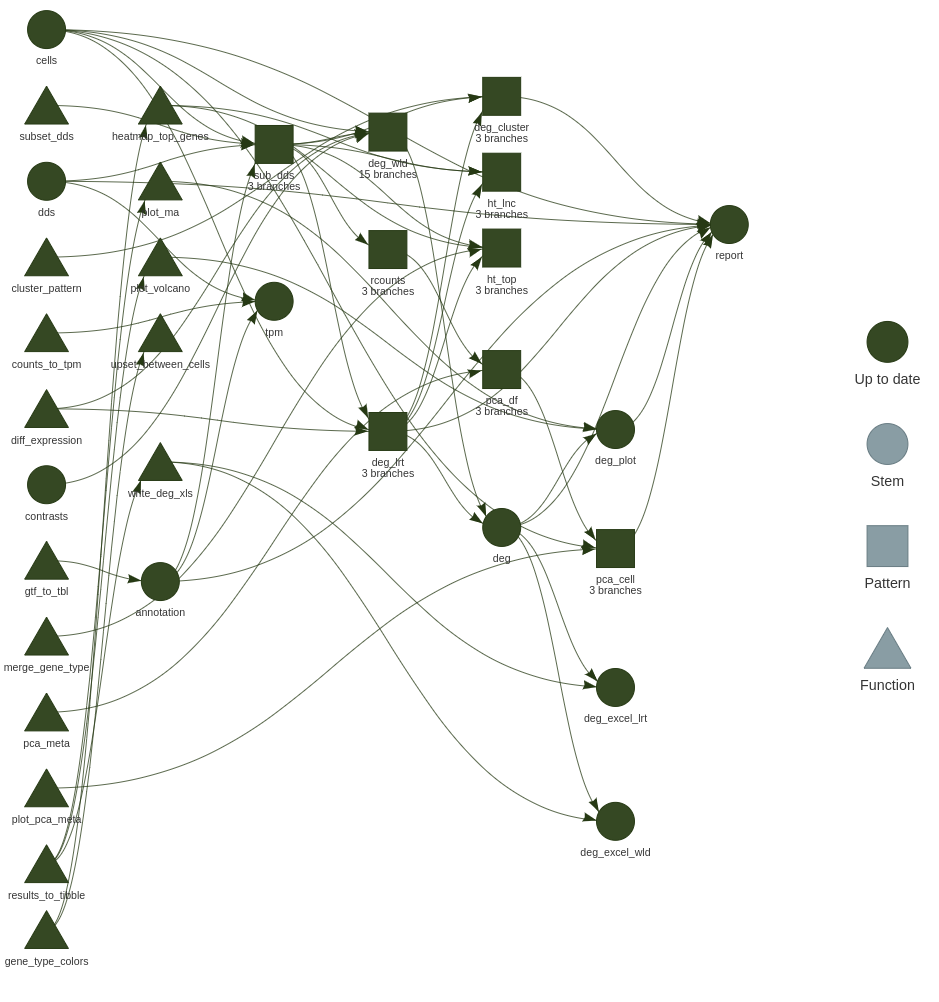 cells
subset_dds
dds
cluster_pattern
counts_to_tpm
diff_expression
contrasts
gtf_to_tbl
merge_gene_type
pca_meta
plot_pca_meta
results_to_tibble
gene_type_colors
heatmap_top_genes
plot_ma
plot_volcano
upset_between_cells
write_deg_xls
annotation
sub_dds
3 branches
tpm
deg_wld
15 branches
rcounts
3 branches
deg_lrt
3 branches
deg_cluster
3 branches
ht_lnc
3 branches
ht_top
3 branches
pca_df
3 branches
deg
deg_plot
pca_cell
3 branches
deg_excel_lrt
deg_excel_wld
report
Up to date
Stem
Pattern
Function